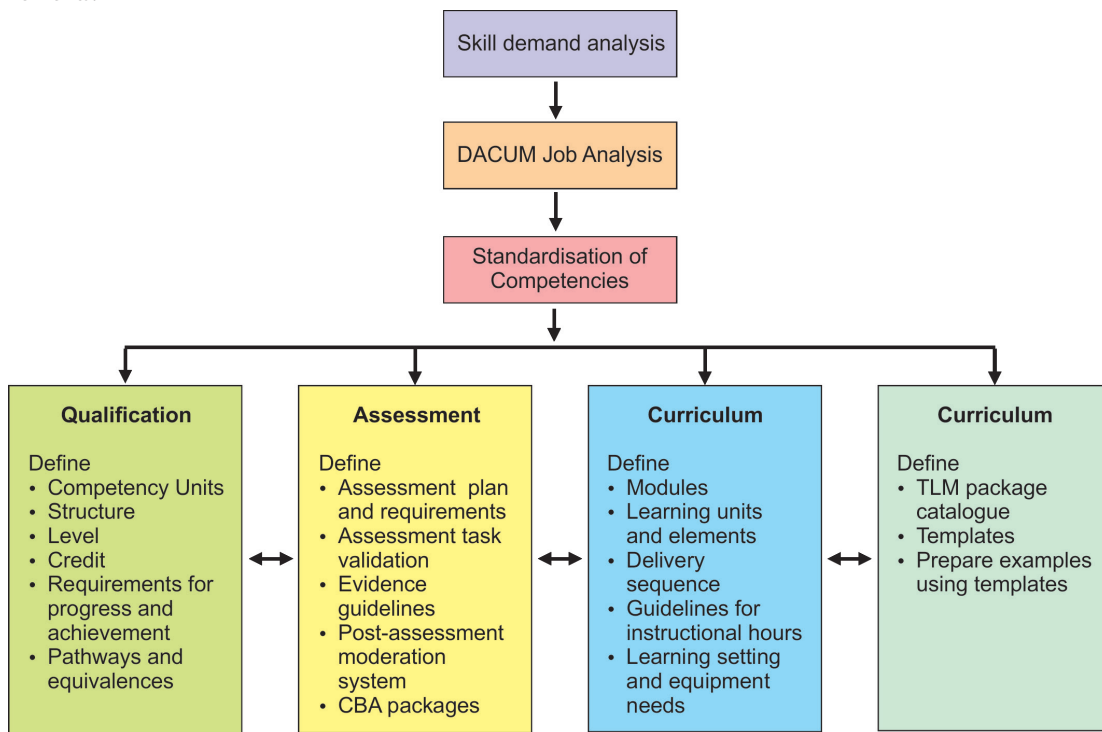 Skill demand analysis
DACUM Job Analysis
Standardisation of
Competencies
Qualification
Define
• Competency Units
• Structure
• Level
• Credit
• Requirements for
progress and
achievement
• Pathways and
equivalences
Assessment
Define
• Assessment plan
and requirements
• Assessment task
validation
• Evidence
guidelines
• Post-assessment
moderation
system
• CBA packages
Curriculum
Define
• Modules
• Learning units
and elements
• Delivery
sequence
• Guidelines for
instructional hours
• Learning setting
and equipment
needs
Curriculum
Define
• TLM package
catalogue
• Templates
• Prepare examples
using templates